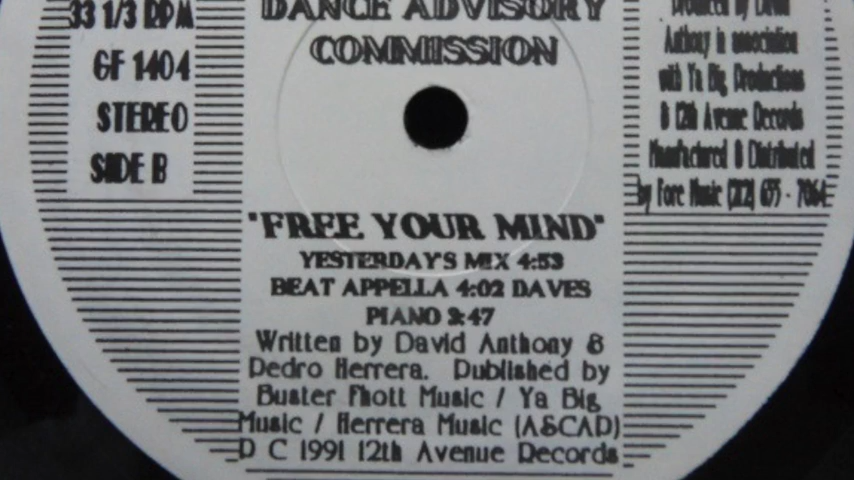 33 1/3 RPM
GF 1404
STEREO
SIDE B
DANCE ADVISORY
COMMISSION
Produced by David
Anthony in association
with Ya Big Productions
& 12th Avenue Records
Manufactured & Distributed
by Fore Music (212)
"FREE YOUR MIND"
YESTERDAY'S MIX 4:53
BEAT APPELLA 4:02 DAVES
PIANO 3:47
Written by David Anthony &
Pedro Herrera. Published by
Buster Fhott Music / Ya Big
Music / Herrera Music (ASCAP)
P C 1991 12th Avenue Records